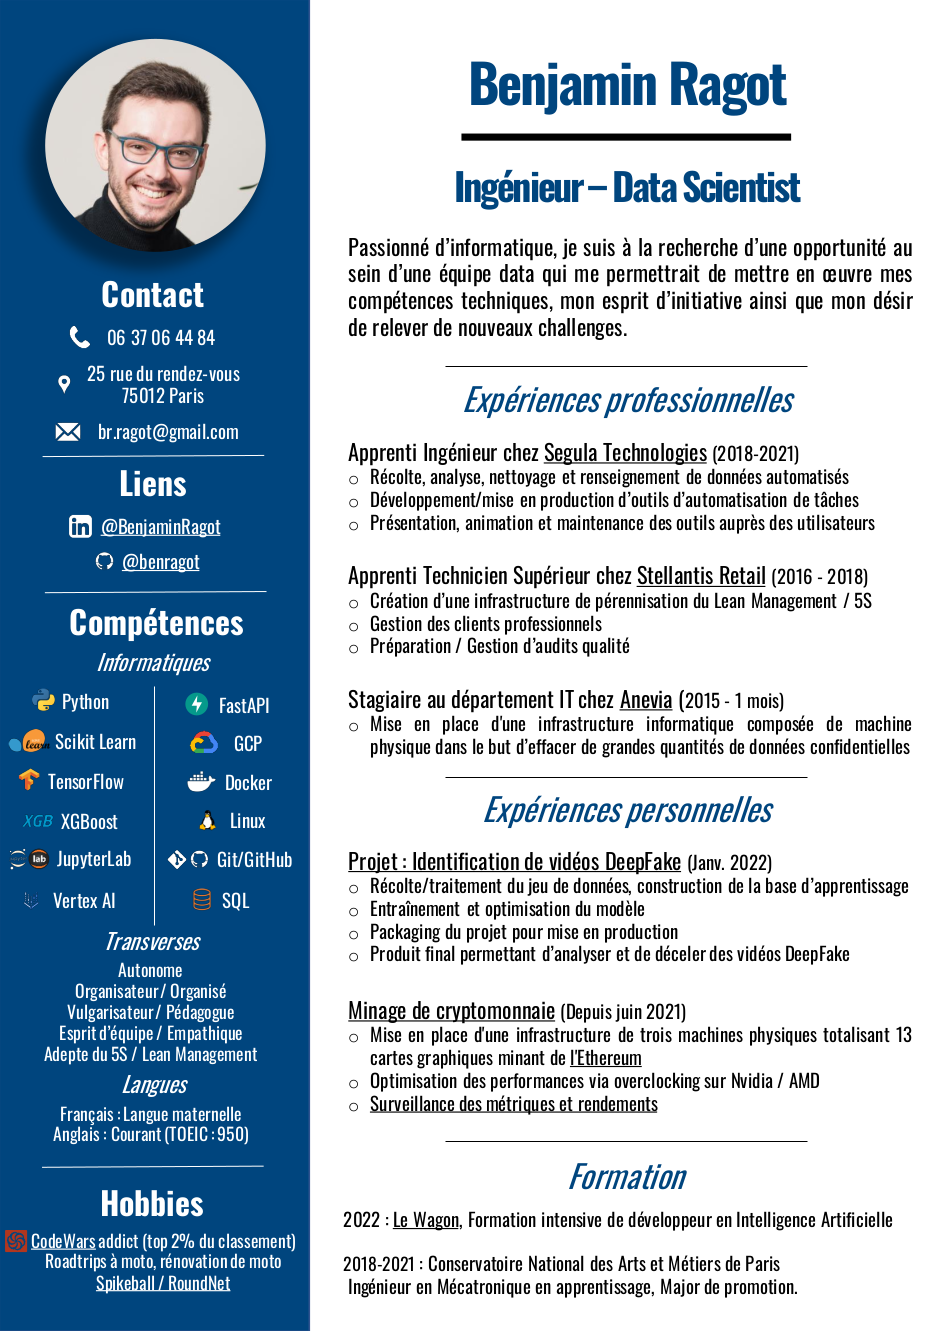 Benjamin Ragot
Ingénieur – Data Scientist
Passionné d'informatique, je suis à la recherche d'une opportunité au
sein d'une équipe data qui me permettrait de mettre en œuvre mes
compétences techniques, mon esprit d'initiative ainsi que mon désir
de relever de nouveaux challenges.
Contact
06 37 06 44 84
25 rue du rendez-vous
75012 Paris
br.ragot@gmail.com
Liens
in @BenjaminRagot
@benragot
Compétences
Informatiques
Python
learn Scikit Learn
TensorFlow
XGB XGBoost
lab JupyterLab
Vertex AI
FastAPI
GCP
Docker
Linux
Git/GitHub
SQL
Transverses
Autonome
Organisateur / Organisé
Vulgarisateur / Pédagogue
Esprit d'équipe / Empathique
Adepte du 5S / Lean Management
Langues
Français : Langue maternelle
Anglais : Courant (TOEIC : 950)
Hobbies
CodeWars addict (top 2% du classement)
Roadtrips à moto, rénovation de moto
Spikeball / RoundNet
Expériences professionnelles
Apprenti Ingénieur chez Segula Technologies (2018-2021)
o Récolte, analyse, nettoyage et renseignement de données automatisés
o Développement/mise en production d'outils d'automatisation de tâches
o Présentation, animation et maintenance des outils auprès des utilisateurs
Apprenti Technicien Supérieur chez Stellantis Retail (2016 - 2018)
o Création d'une infrastructure de pérennisation du Lean Management / 5S
o Gestion des clients professionnels
o Préparation / Gestion d'audits qualité
Stagiaire au département IT chez Anevia (2015 - 1 mois)
o Mise en place d'une infrastructure informatique composée de machine
physique dans le but d'effacer de grandes quantités de données confidentielles
Expériences personnelles
Projet : Identification de vidéos DeepFake (Janv. 2022)
o Récolte/traitement du jeu de données, construction de la base d'apprentissage
o Entraînement et optimisation du modèle
o Packaging du projet pour mise en production
o Produit final permettant d'analyser et de déceler des vidéos DeepFake
Minage de cryptomonnaie (Depuis juin 2021)
o Mise en place d'une infrastructure de trois machines physiques totalisant 13
cartes graphiques minant de l'Ethereum
o Optimisation des performances via overclocking sur Nvidia / AMD
o Surveillance des métriques et rendements
Formation
2022 : Le Wagon, Formation intensive de développeur en Intelligence Artificielle
2018-2021 : Conservatoire National des Arts et Métiers de Paris
Ingénieur en Mécatronique en apprentissage, Major de promotion.